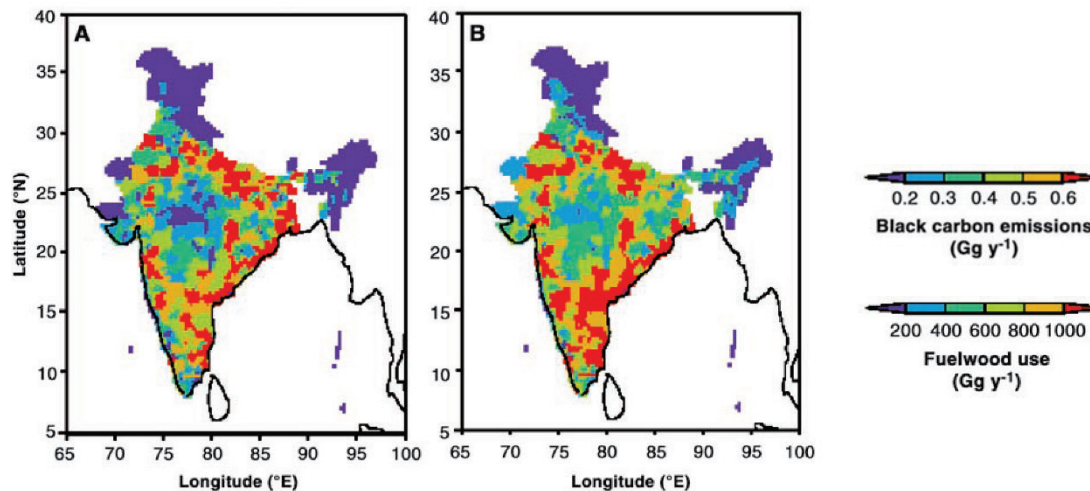 A
B
40
35
30
25
20
15
10
5
Latitude (°N)
65 70 75 80 85 90 95 100
65 70 75 80 85 90 95 100
Longitude (°E)
Longitude (°E)
0.2 0.3 0.4 0.5 0.6
Black carbon emissions
(Gg y-1)
200 400 600 800 1000
Fuelwood use
(Gg y-1)
40
35
30
25
20
15
10
5